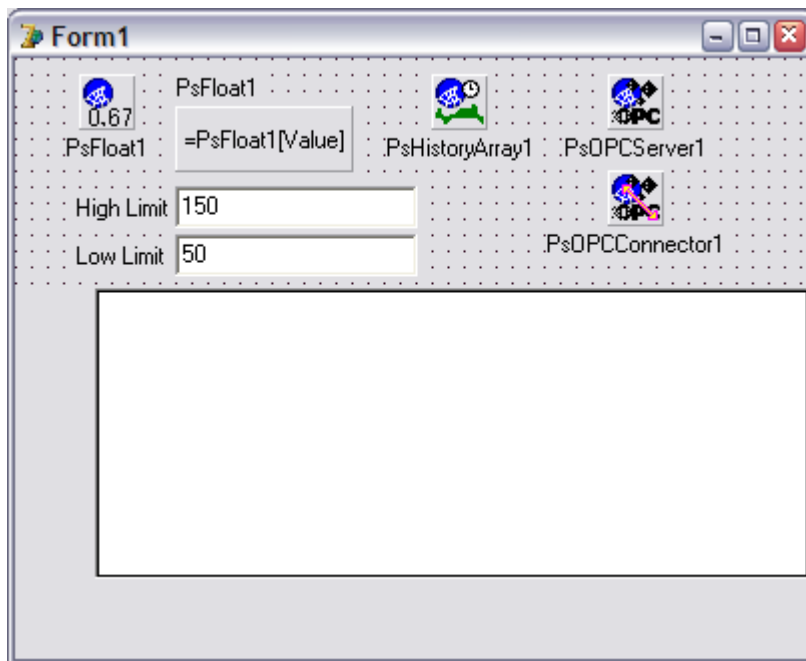 Form1
PsFloat1
0.67
=PsFloat1[Value]
PsFloat1
PsHistoryArray1
OPC
PsOPCServer1
High Limit 150
OPC
PsOPCConnector1
Low Limit 50